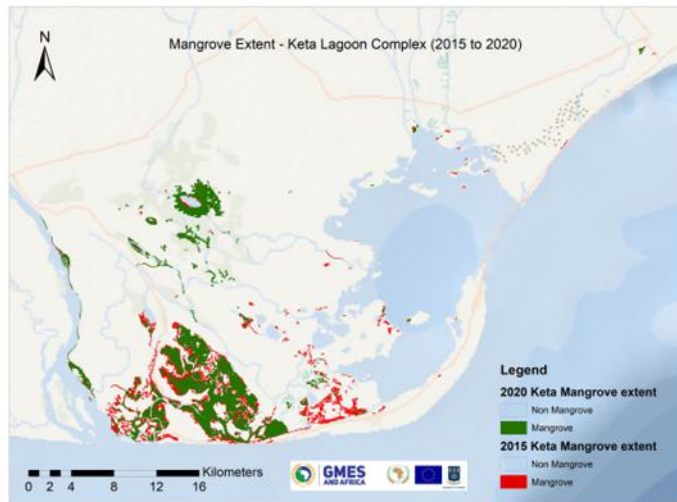 N
Mangrove Extent - Keta Lagoon Complex (2015 to 2020)
Legend
2020 Keta Mangrove extent
Non Mangrove
Mangrove
2015 Keta Mangrove extent
Non Mangrove
Mangrove
0 2 4 8 12 16 Kilometers
GMES
AND AFRICA